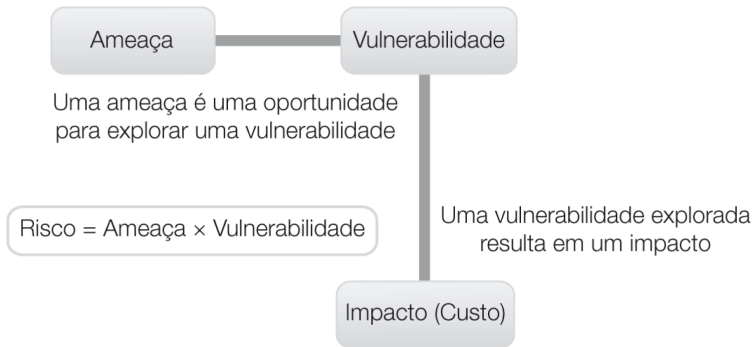 Ameaça
Vulnerabilidade
Uma ameaça é uma oportunidade
para explorar uma vulnerabilidade
Risco = Ameaça × Vulnerabilidade
Uma vulnerabilidade explorada
resulta em um impacto
Impacto (Custo)